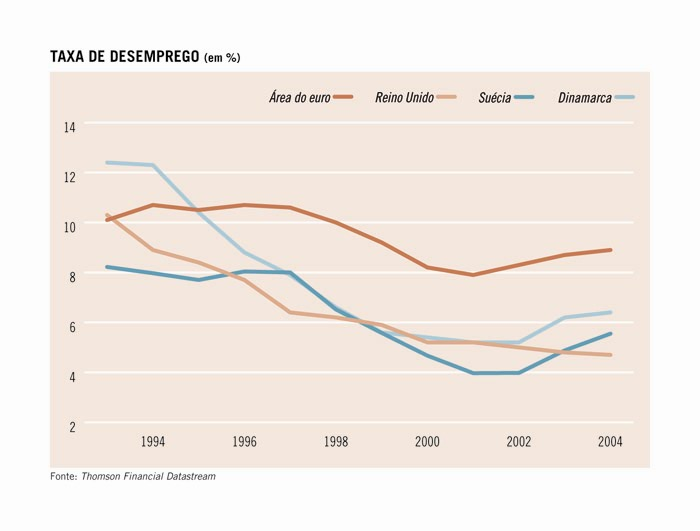 TAXA DE DESEMPREGO (em %)
Área do euro Reino Unido Suécia Dinamarca
14
12
10
8
6
4
2
1994 1996 1998 2000 2002 2004
Fonte: Thomson Financial Datastream